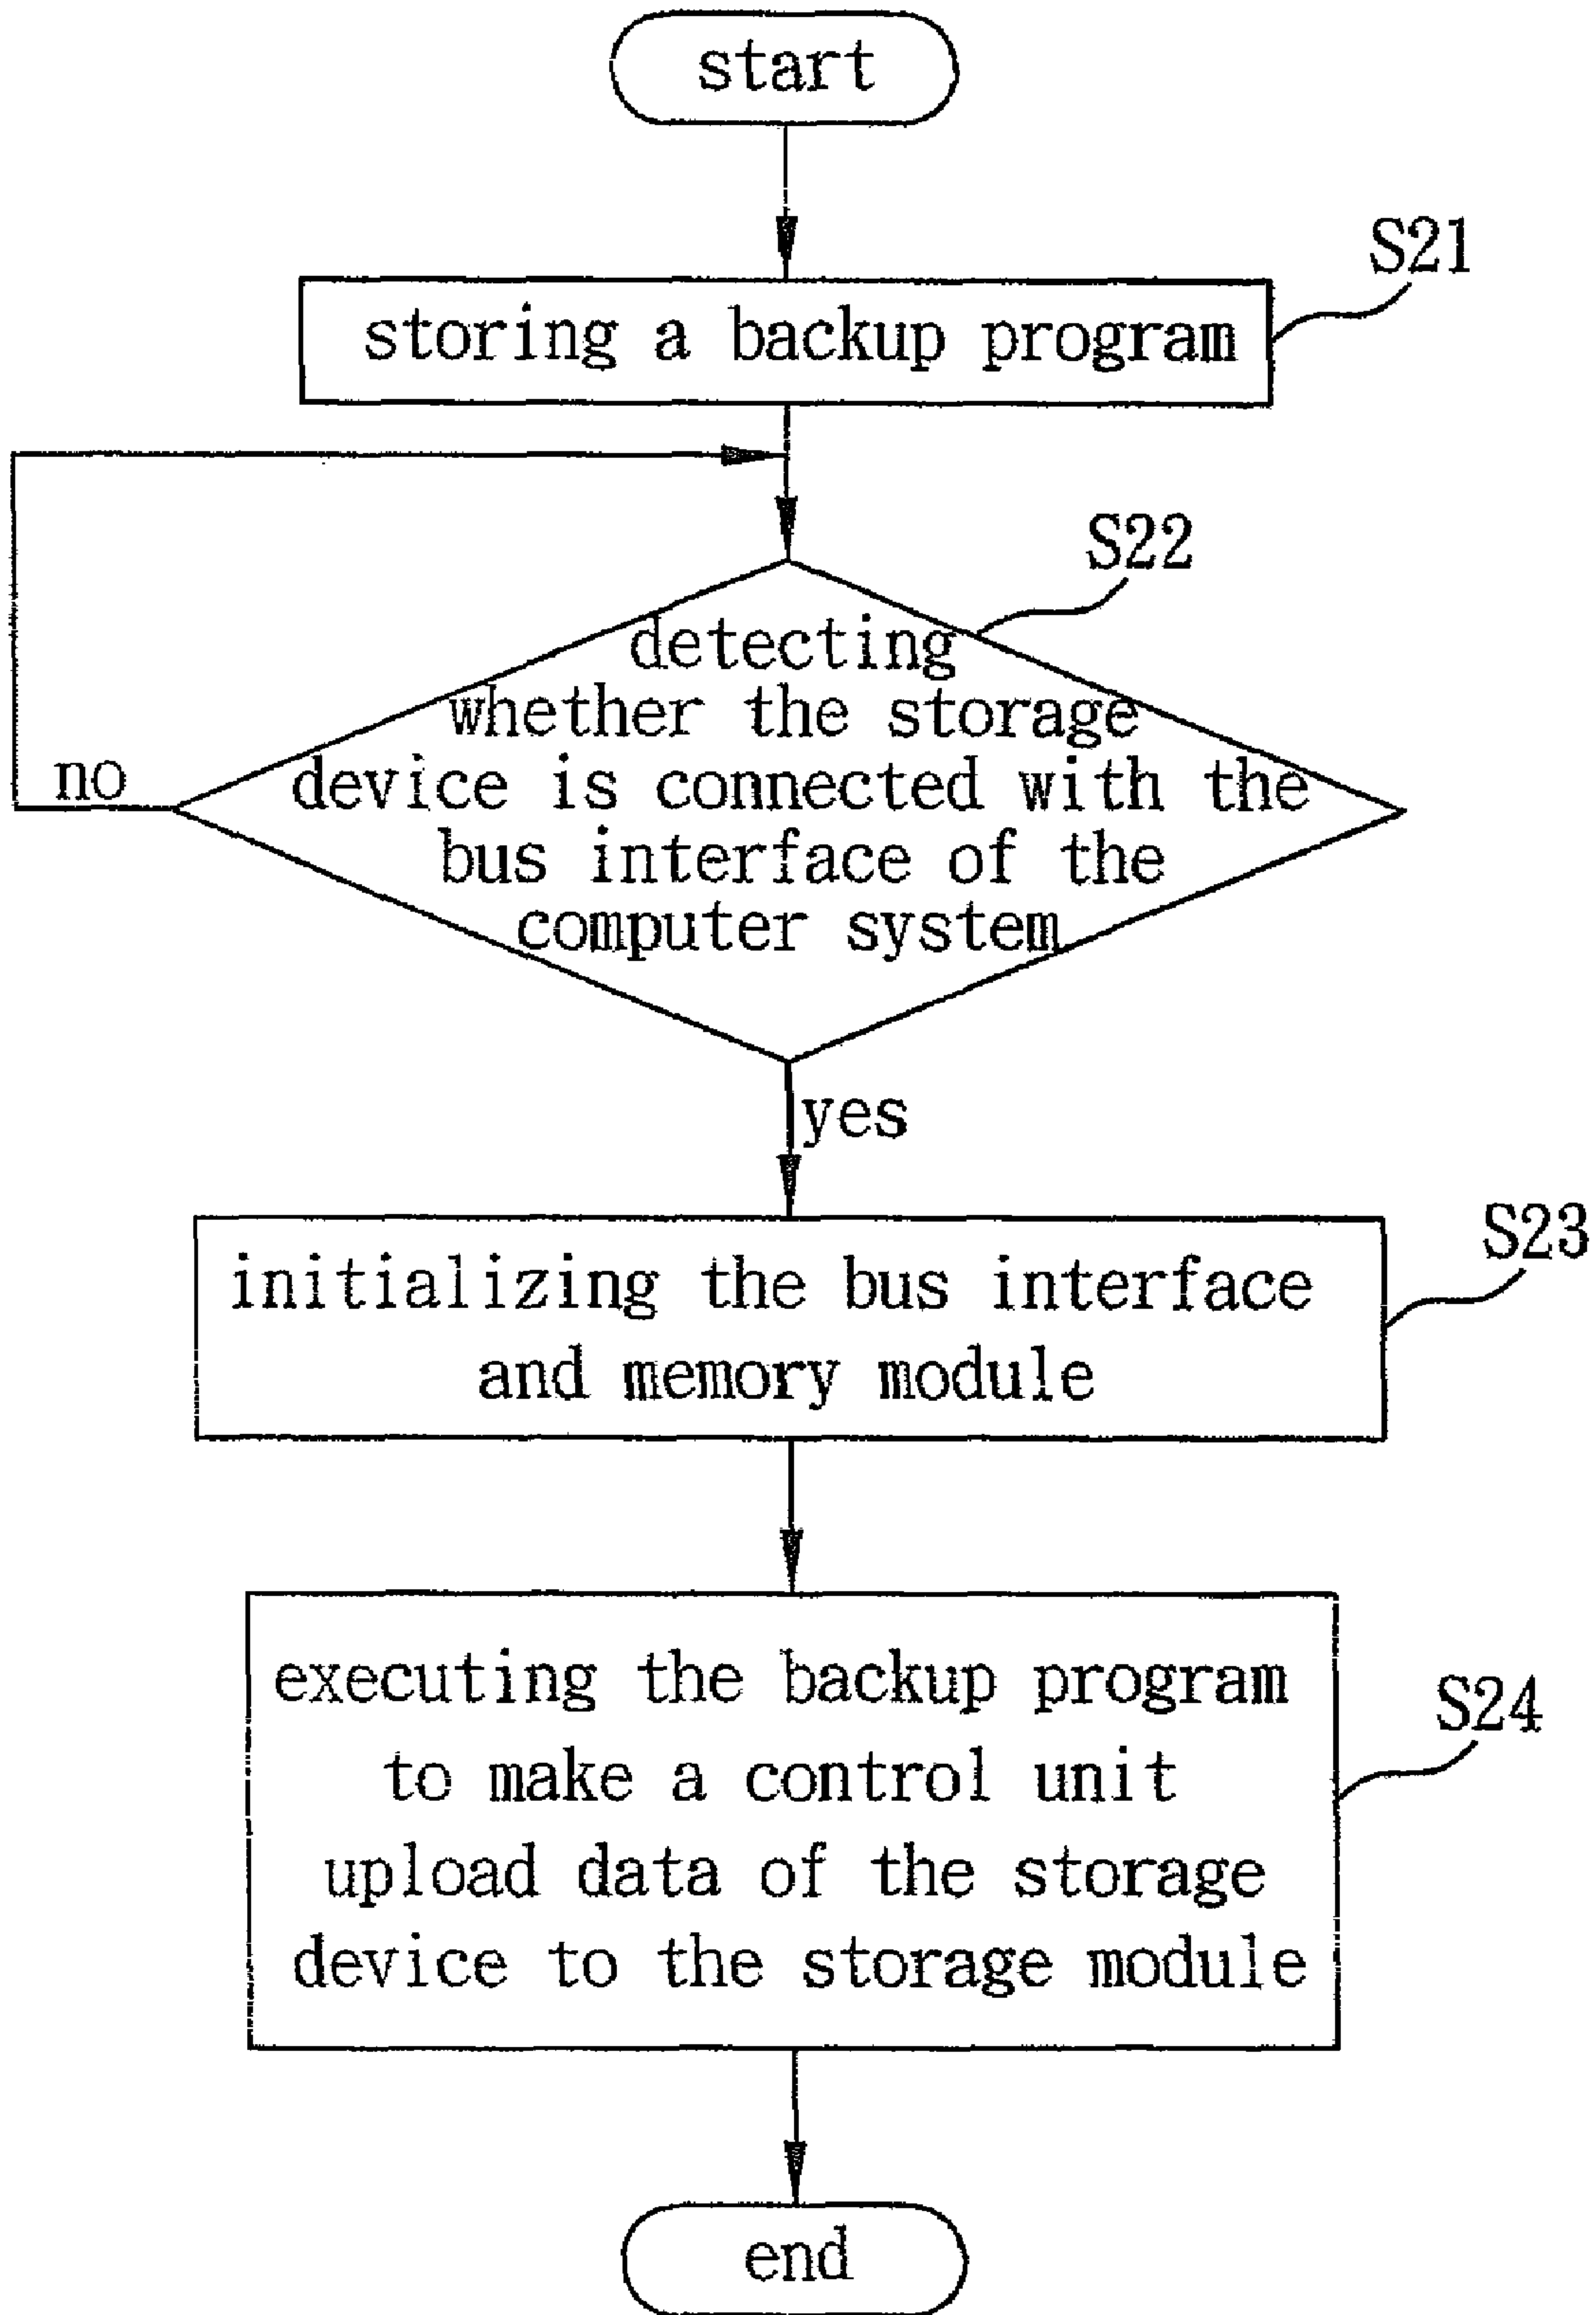 start
S21
storing a backup program
S22
detecting
whether the storage
device is connected with the
bus interface of the
computer system
no
yes
S23
initializing the bus interface
and memory module
executing the backup program
S24
to make a control unit
upload data of the storage
device to the storage module
end